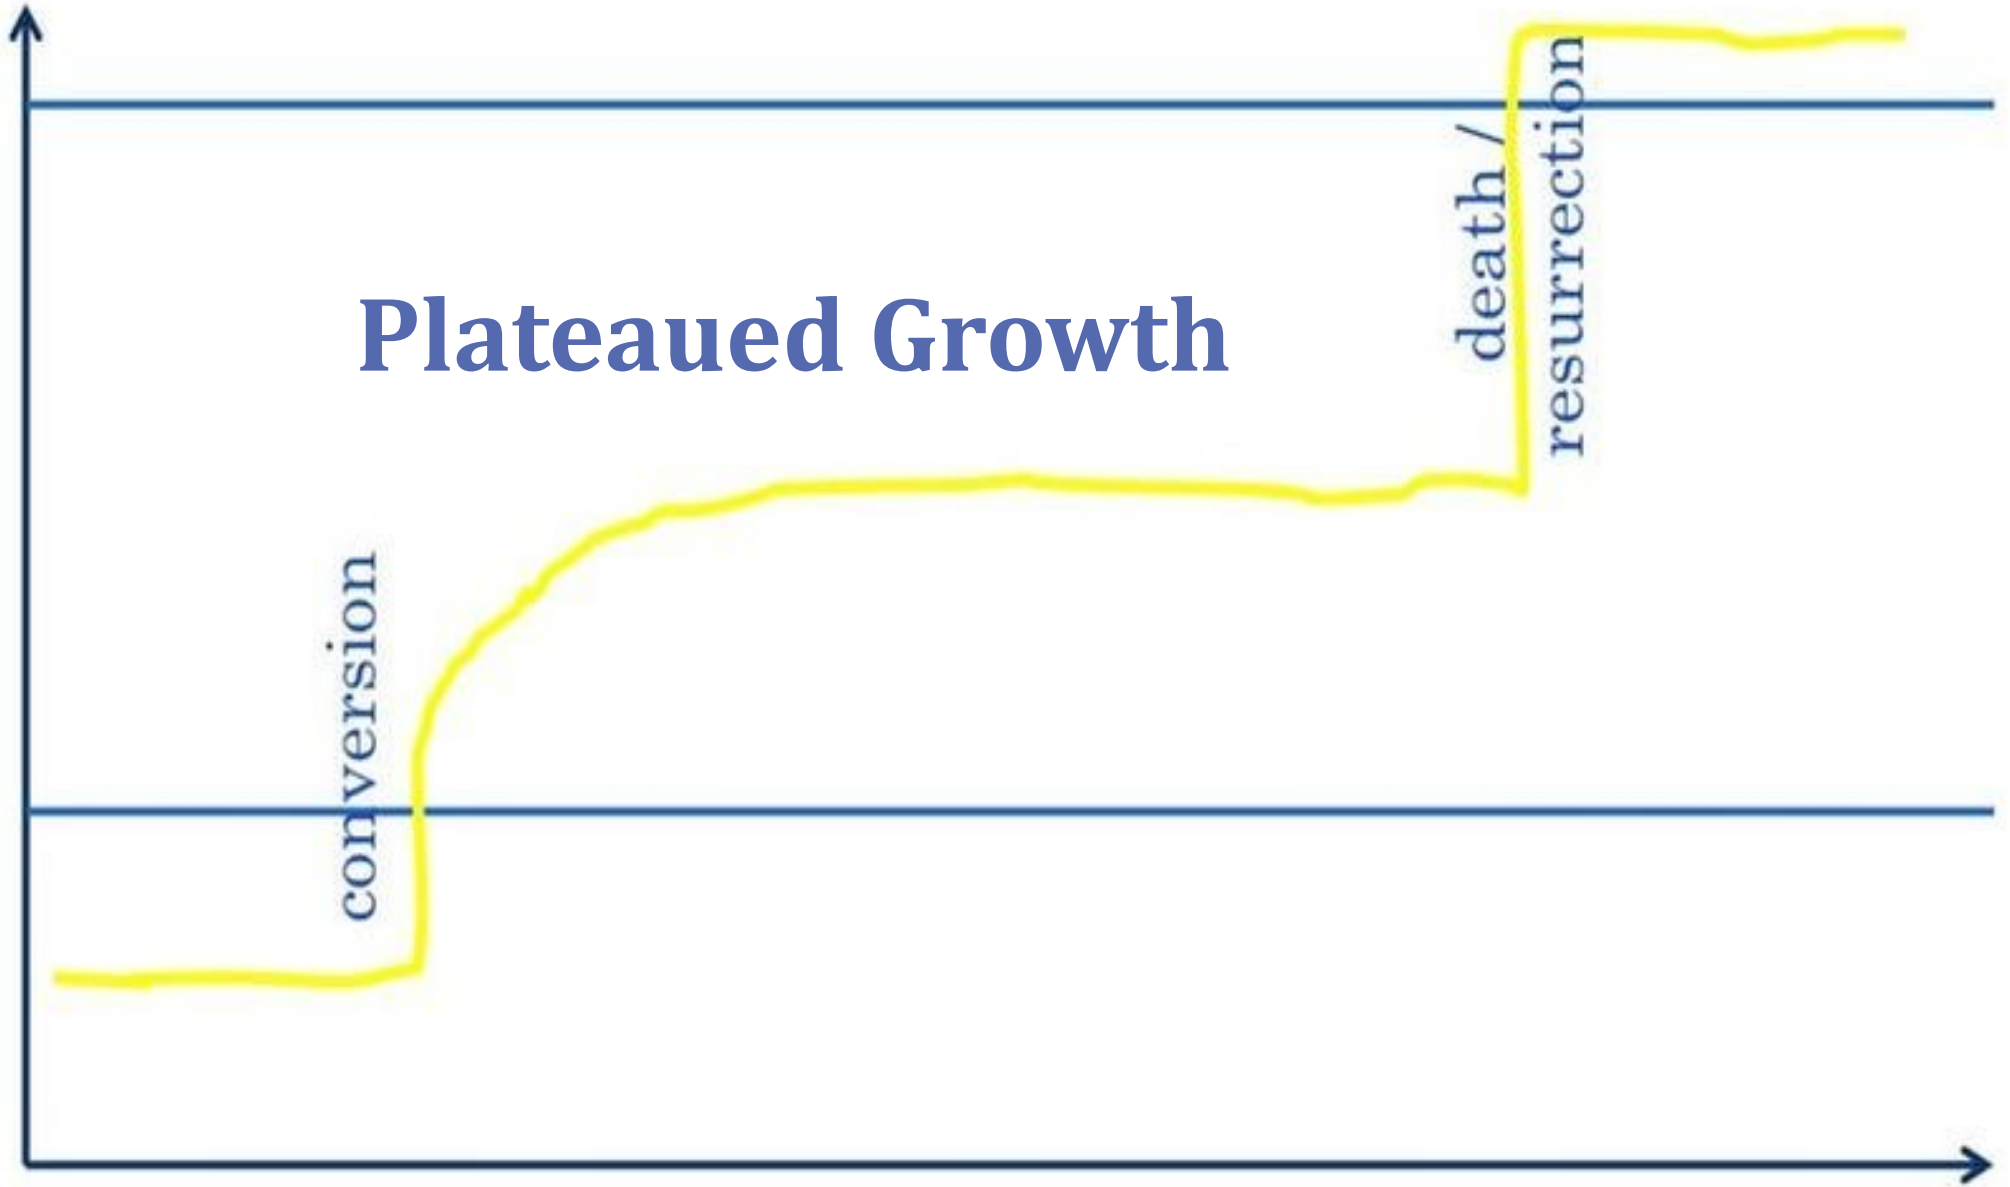 Plateaued Growth
conversion
death /
resurrection